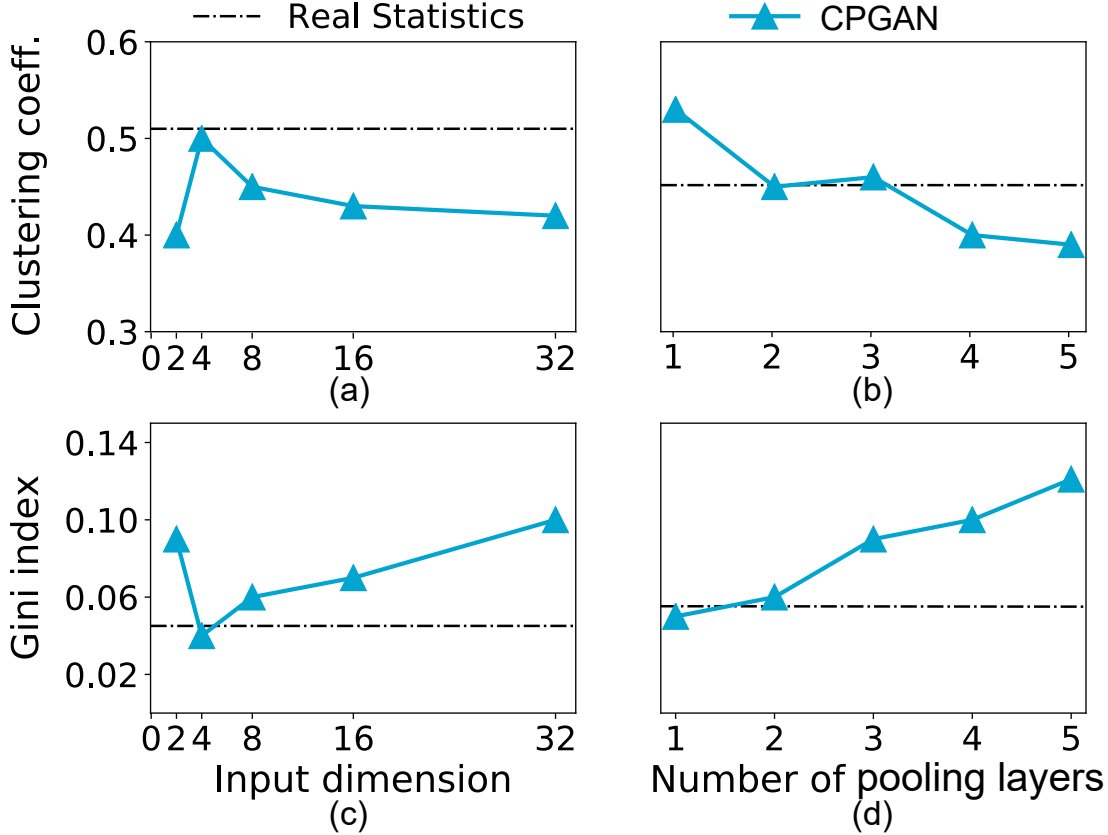 Real Statistics
CPGAN
Clustering coeff.
0.6
0.5
0.4
0.3
0 2 4 8 16 32
(a)
1 2 3 4 5
(b)
Gini index
0.14
0.10
0.06
0.02
0 2 4 8 16 32
Input dimension
(c)
1 2 3 4 5
Number of pooling layers
(d)